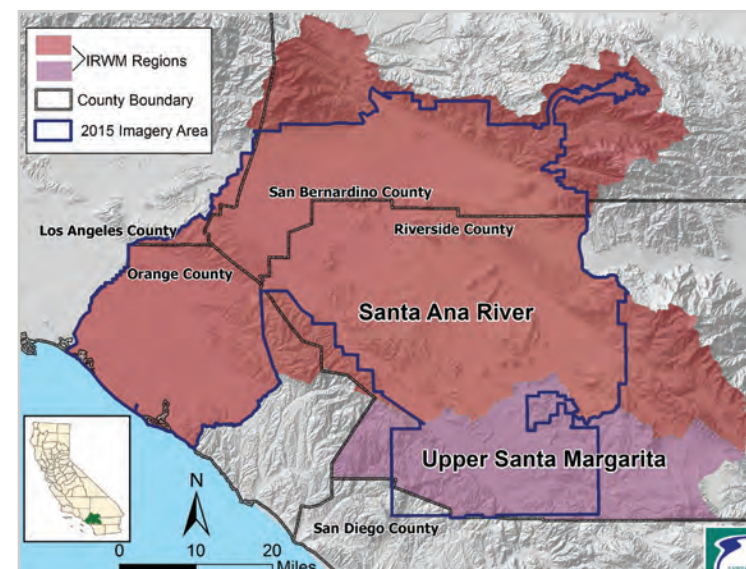 IRWM Regions
County Boundary
2015 Imagery Area
San Bernardino County
Los Angeles County
Riverside County
Orange County
Santa Ana River
Upper Santa Margarita
N
San Diego County
0 10 20
Miles